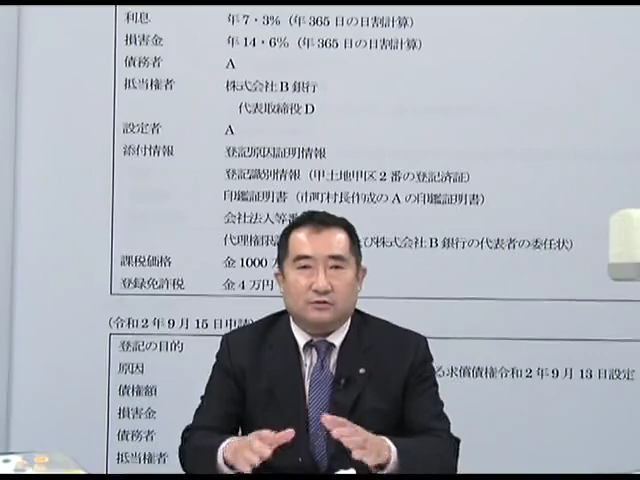 利息 年7・3%（年365日の日割計算）
損害金 年14・6%（年365日の日割計算）
債務者 A
抵当権者 株式会社B銀行
代表取締役D
設定者 A
添付情報 登記原因証明情報
登記識別情報（甲土地甲区2番の登記済証）
印鑑証明書（市町村長作成のAの印鑑証明書）
会社法人等番
代理権限 び株式会社B銀行の代表者の委任状）
課税価格 金1000
登録免許税 金4万円
（令和2年9月15日申請
登記の目的
原因 る求償債権令和2年9月13日設定
債権額
損害金
債務者
抵当権者